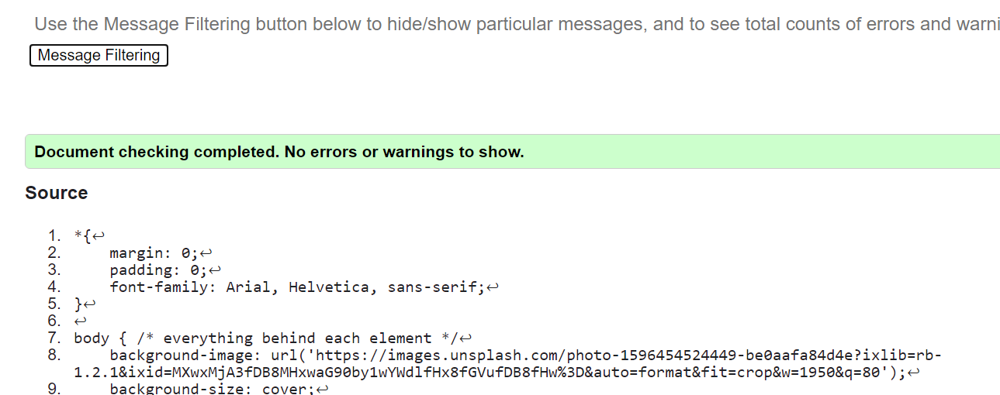 Use the Message Filtering button below to hide/show particular messages, and to see total counts of errors and warni
Message Filtering
Document checking completed. No errors or warnings to show.
Source
1. *{↩
2. margin: 0;↩
3. padding: 0;↩
4. font-family: Arial, Helvetica, sans-serif;↩
5. }↩
6. ↩
7. body { /* everything behind each element */↩
8. background-image: url('https://images.unsplash.com/photo-1596454524449-be0aafa84d4e?ixlib=rb-
1.2.1&ixid=MXwxMjA3fDB8MHxwaG90by1wYWdlfHx8fGVufDB8fHw%3D&auto=format&fit=crop&w=1950&q=80');↩
9. background-size: cover;↩